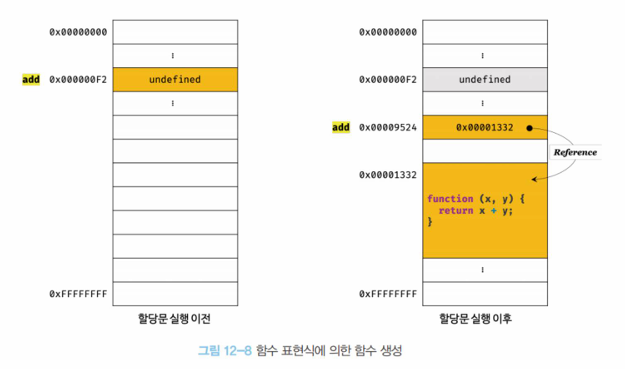 0x00000000
⋮
add 0x000000F2 undefined
⋮
0xFFFFFFFF
할당문 실행 이전
0x00000000
⋮
0x000000F2 undefined
⋮
add 0x00009524 0x00001332
Reference
0x00001332
function (x, y) {
return x + y;
}
⋮
0xFFFFFFFF
할당문 실행 이후
그림 12-8 함수 표현식에 의한 함수 생성